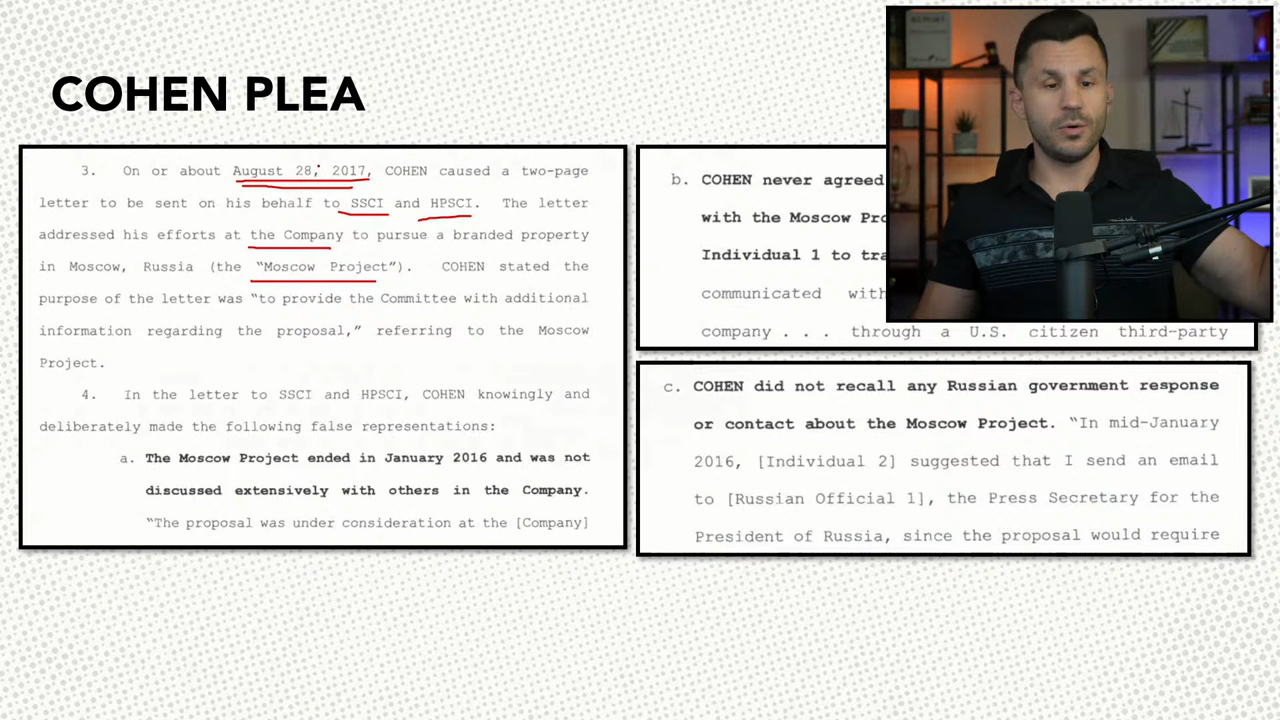 COHEN PLEA
3. On or about August 28, 2017, COHEN caused a two-page
letter to be sent on his behalf to SSCI and HPSCI. The letter
addressed his efforts at the Company to pursue a branded property
in Moscow, Russia (the “Moscow Project”). COHEN stated the
purpose of the letter was “to provide the Committee with additional
information regarding the proposal,” referring to the Moscow
Project.
4. In the letter to SSCI and HPSCI, COHEN knowingly and
deliberately made the following false representations:
a. The Moscow Project ended in January 2016 and was not
discussed extensively with others in the Company.
“The proposal was under consideration at the [Company]
b. COHEN never agreed
with the Moscow Pro
Individual 1 to tra
communicated with
company . . . through a U.S. citizen third-party
c. COHEN did not recall any Russian government response
or contact about the Moscow Project. “In mid-January
2016, [Individual 2] suggested that I send an email
to [Russian Official 1], the Press Secretary for the
President of Russia, since the proposal would require